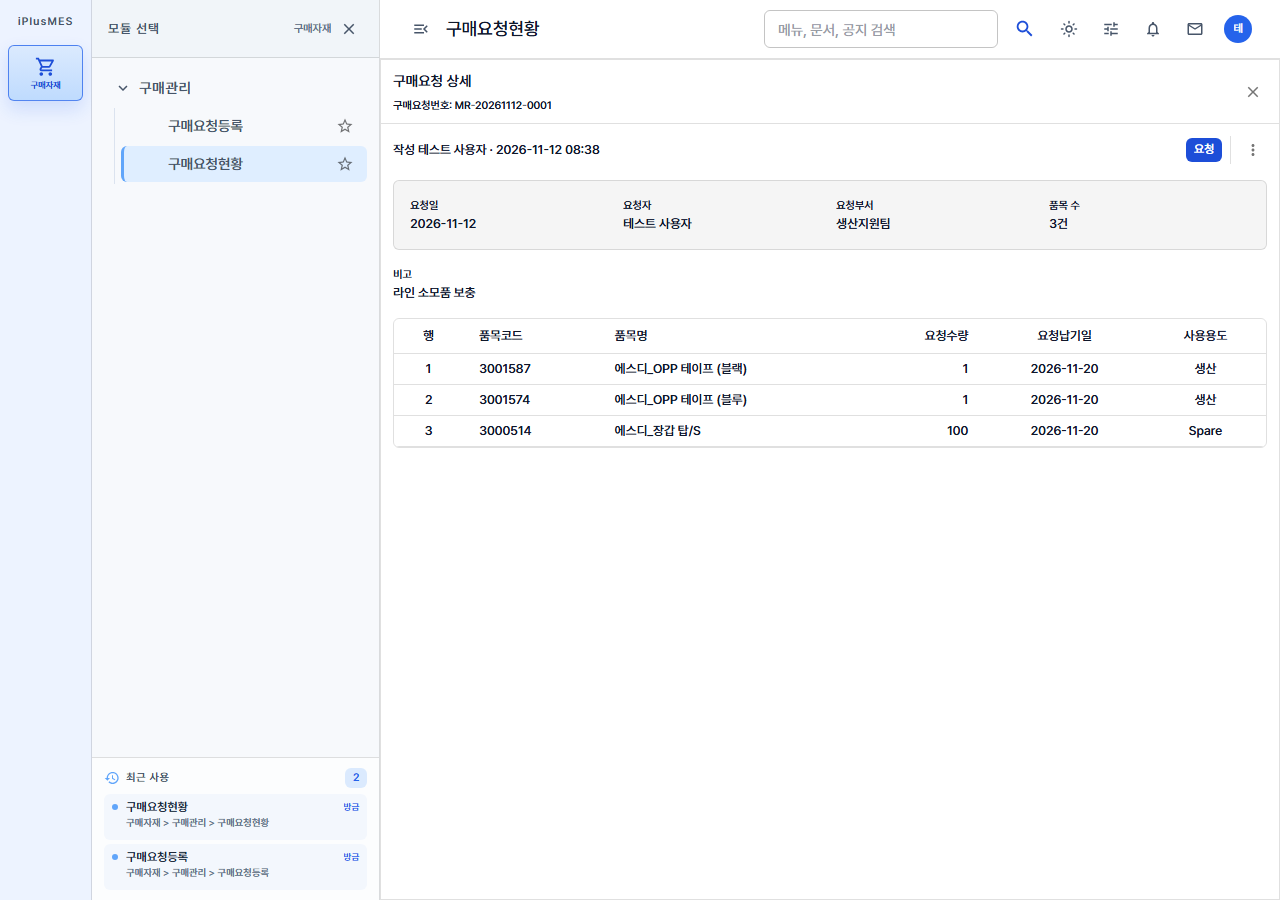 iPlusMES
구매자재
모듈 선택
구매자재
구매관리
구매요청등록
구매요청현황
최근 사용
2
구매요청현황
방금
구매자재 > 구매관리 > 구매요청현황
구매요청등록
방금
구매자재 > 구매관리 > 구매요청등록
구매요청현황
메뉴, 문서, 공지 검색
테
구매요청 상세
구매요청번호: MR-20261112-0001
작성 테스트 사용자 · 2026-11-12 08:38
요청
요청일 요청자 요청부서 품목 수
2026-11-12 테스트 사용자 생산지원팀 3건
비고
라인 소모품 보충
행 품목코드 품목명 요청수량 요청납기일 사용용도
1 3001587 에스디_OPP 테이프 (블랙) 1 2026-11-20 생산
2 3001574 에스디_OPP 테이프 (블루) 1 2026-11-20 생산
3 3000514 에스디_장갑 탑/S 100 2026-11-20 Spare